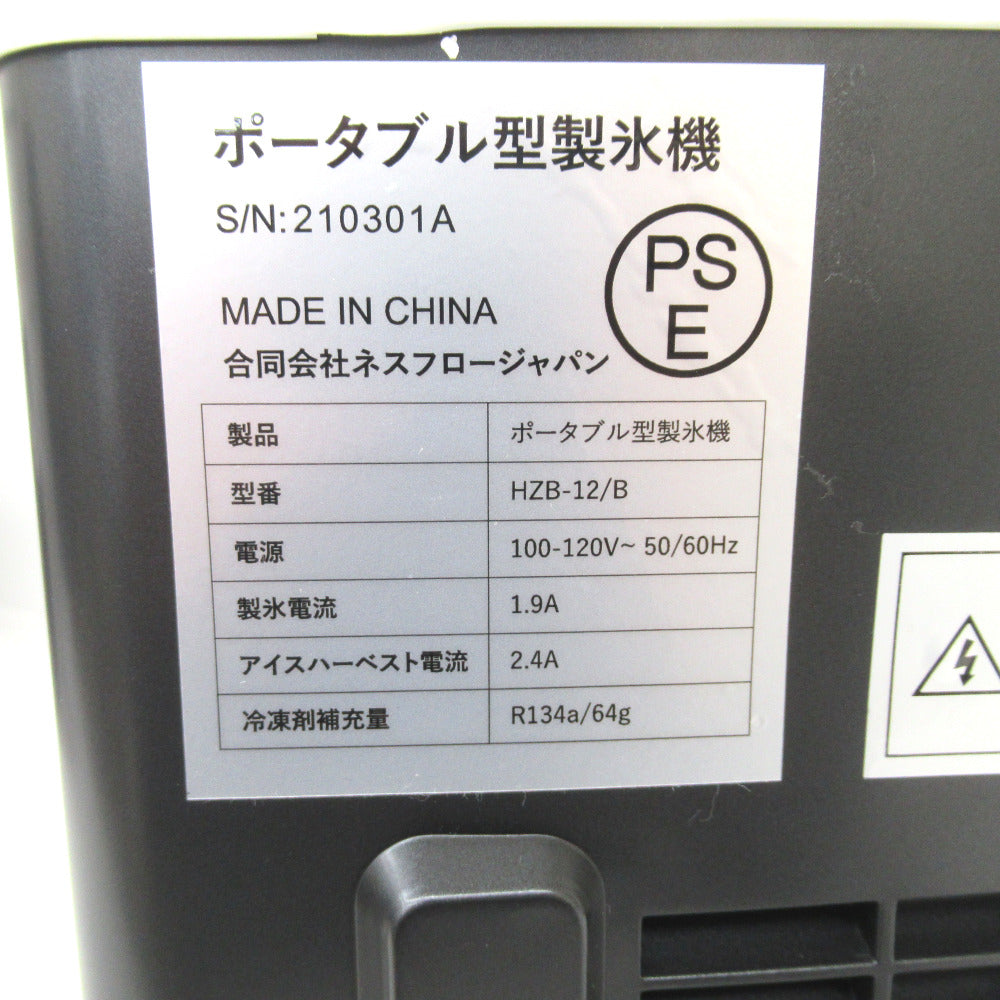 ポータブル型製氷機
S/N: 210301A
PS
E
MADE IN CHINA
合同会社ネスフロージャパン
製品 ポータブル型製氷機
型番 HZB-12/B
電源 100-120V~ 50/60Hz
製氷電流 1.9A
アイスハーベスト電流 2.4A
冷凍剤補充量 R134a/64g